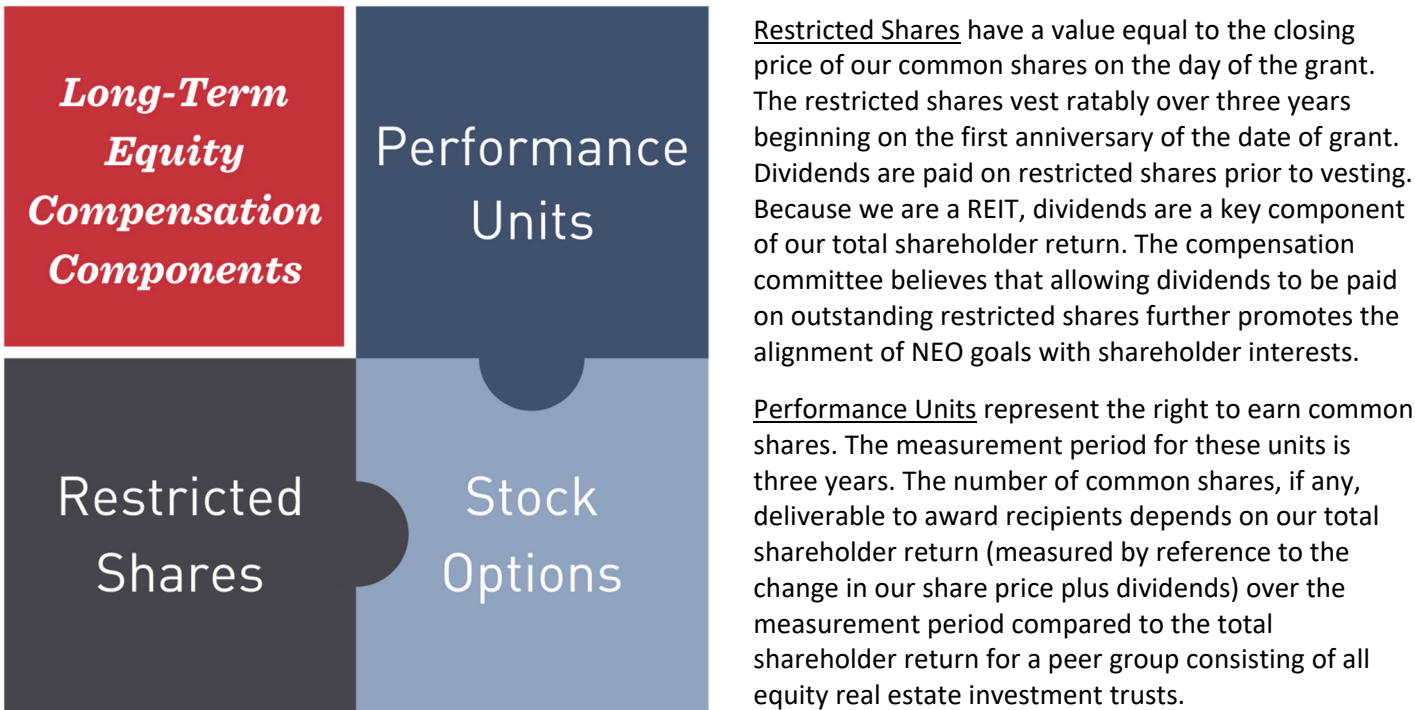 Long-Term
Equity
Compensation
Components
Performance
Units
Restricted
Shares
Stock
Options
Restricted Shares have a value equal to the closing
price of our common shares on the day of the grant.
The restricted shares vest ratably over three years
beginning on the first anniversary of the date of grant.
Dividends are paid on restricted shares prior to vesting.
Because we are a REIT, dividends are a key component
of our total shareholder return. The compensation
committee believes that allowing dividends to be paid
on outstanding restricted shares further promotes the
alignment of NEO goals with shareholder interests.
Performance Units represent the right to earn common
shares. The measurement period for these units is
three years. The number of common shares, if any,
deliverable to award recipients depends on our total
shareholder return (measured by reference to the
change in our share price plus dividends) over the
measurement period compared to the total
shareholder return for a peer group consisting of all
equity real estate investment trusts.